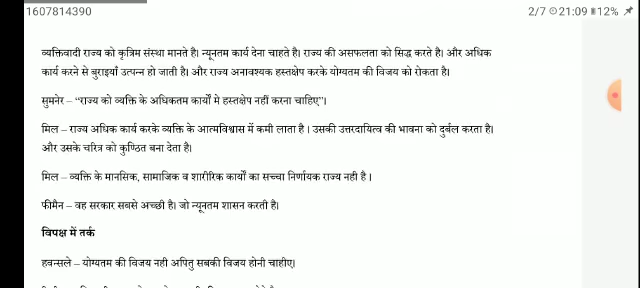 1607814390
2/7 21:09 12%
व्यक्तिवादी राज्य को कृत्रिम संस्था मानते है। न्यूनतम कार्य देना चाहते है। राज्य की असफलता को सिद्ध करते है। और अधिक
कार्य करने से बुराइयाँ उत्पन्न हो जाती है। और राज्य अनावश्यक हस्तक्षेप करके योग्यतम की विजय को रोकता है।
सुमनेर – “राज्य को व्यक्ति के अधिकतम कार्यों मे हस्तक्षेप नहीं करना चाहिए”।
मिल – राज्य अधिक कार्य करके व्यक्ति के आत्मविश्वास में कमी लाता है । उसकी उत्तरदायित्व की भावना को दुर्बल करता है।
और उसके चरित्र को कुण्ठित बना देता है।
मिल – व्यक्ति के मानसिक, सामाजिक व शारीरिक कार्यों का सच्चा निर्णायक राज्य नही है ।
फीमैन – वह सरकार सबसे अच्छी है। जो न्यूनतम शासन करती है।
विपक्ष में तर्क
हक्सले – योग्यतम की विजय नही अपितु सबकी विजय होनी चाहीए।